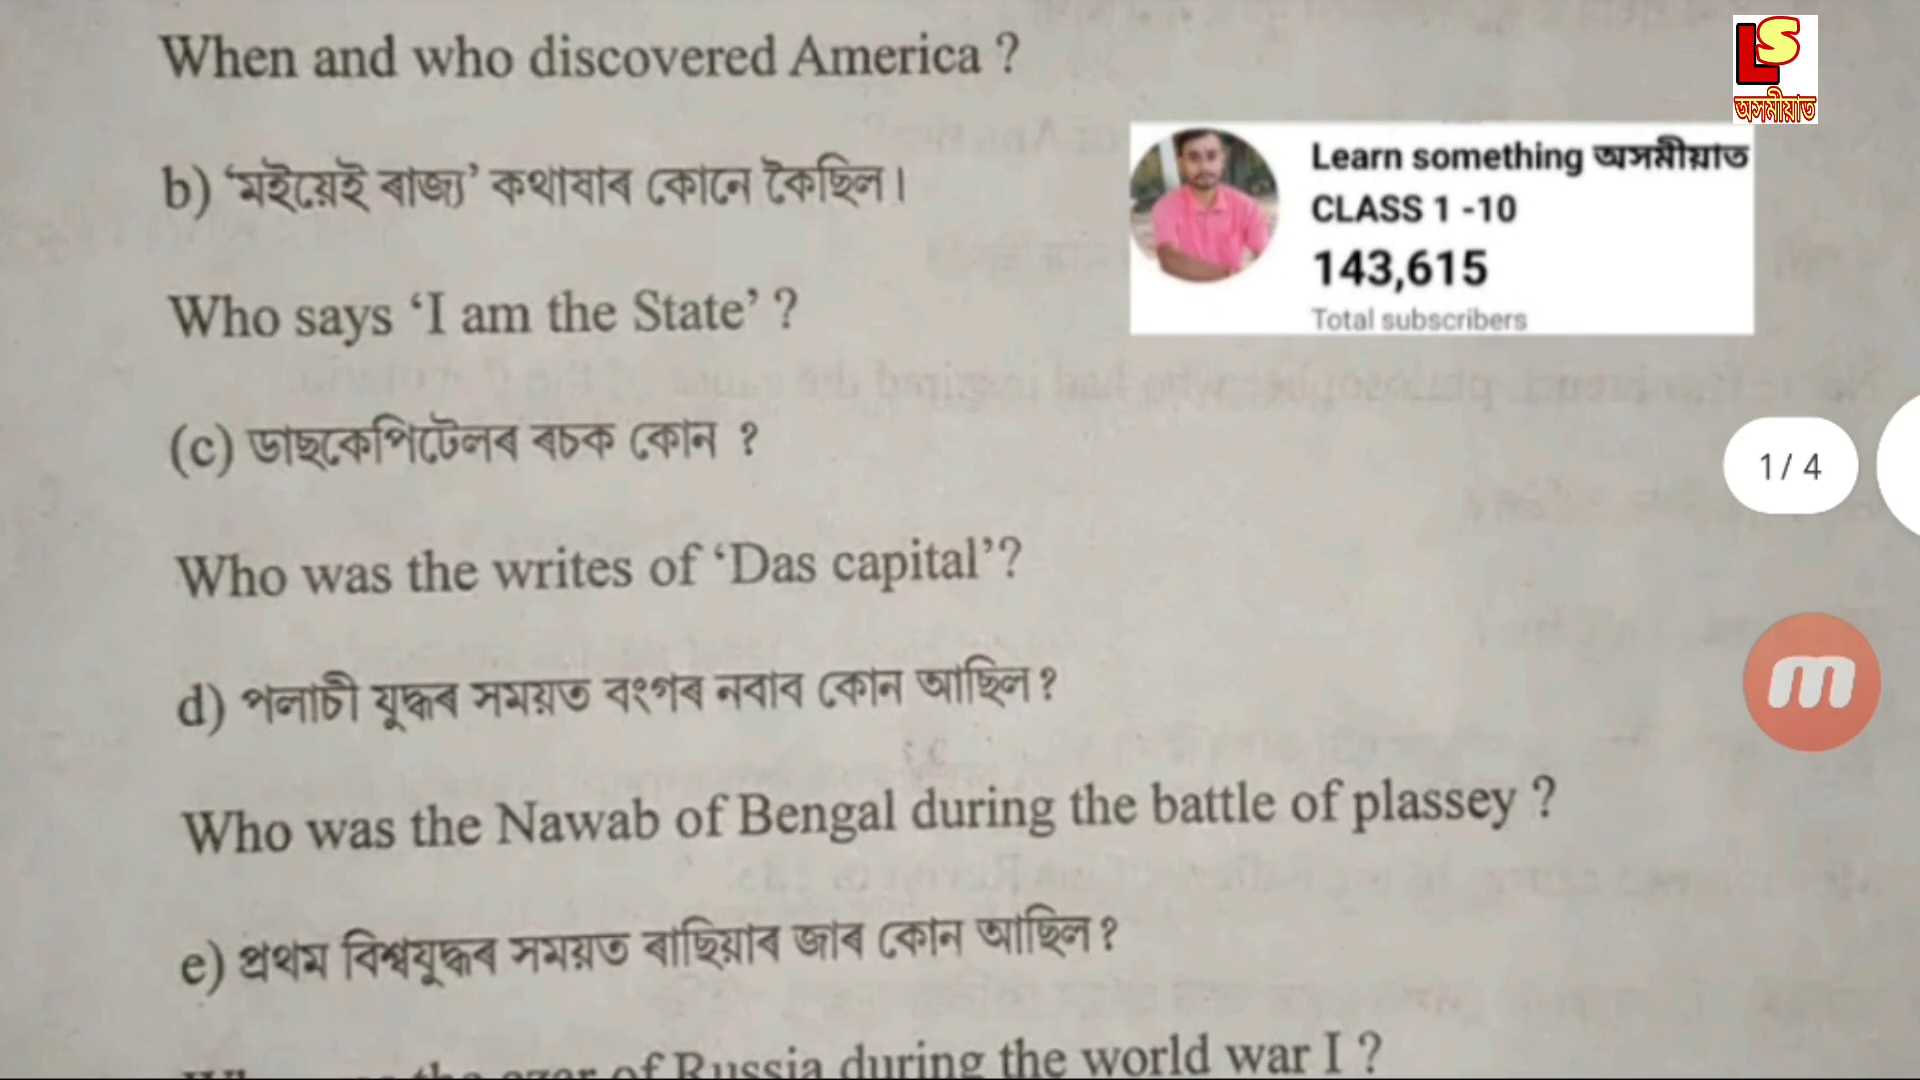 When and who discovered America ?
LS
অসমীয়াত
b) ‘মইয়েই ৰাজ্য’ কথাষাৰ কোনে কৈছিল।
Learn something অসমীয়াত
CLASS 1 -10
143,615
Total subscribers
Who says ‘I am the State’ ?
(c) ডাছকেপিটেলৰ ৰচক কোন ?
1 / 4
Who was the writes of ‘Das capital’?
d) পলাচী যুদ্ধৰ সময়ত বংগৰ নবাব কোন আছিল ?
m
Who was the Nawab of Bengal during the battle of plassey ?
e) প্ৰথম বিশ্বযুদ্ধৰ সময়ত ৰাছিয়াৰ জাৰ কোন আছিল ?
the czar of Russia during the world war I ?